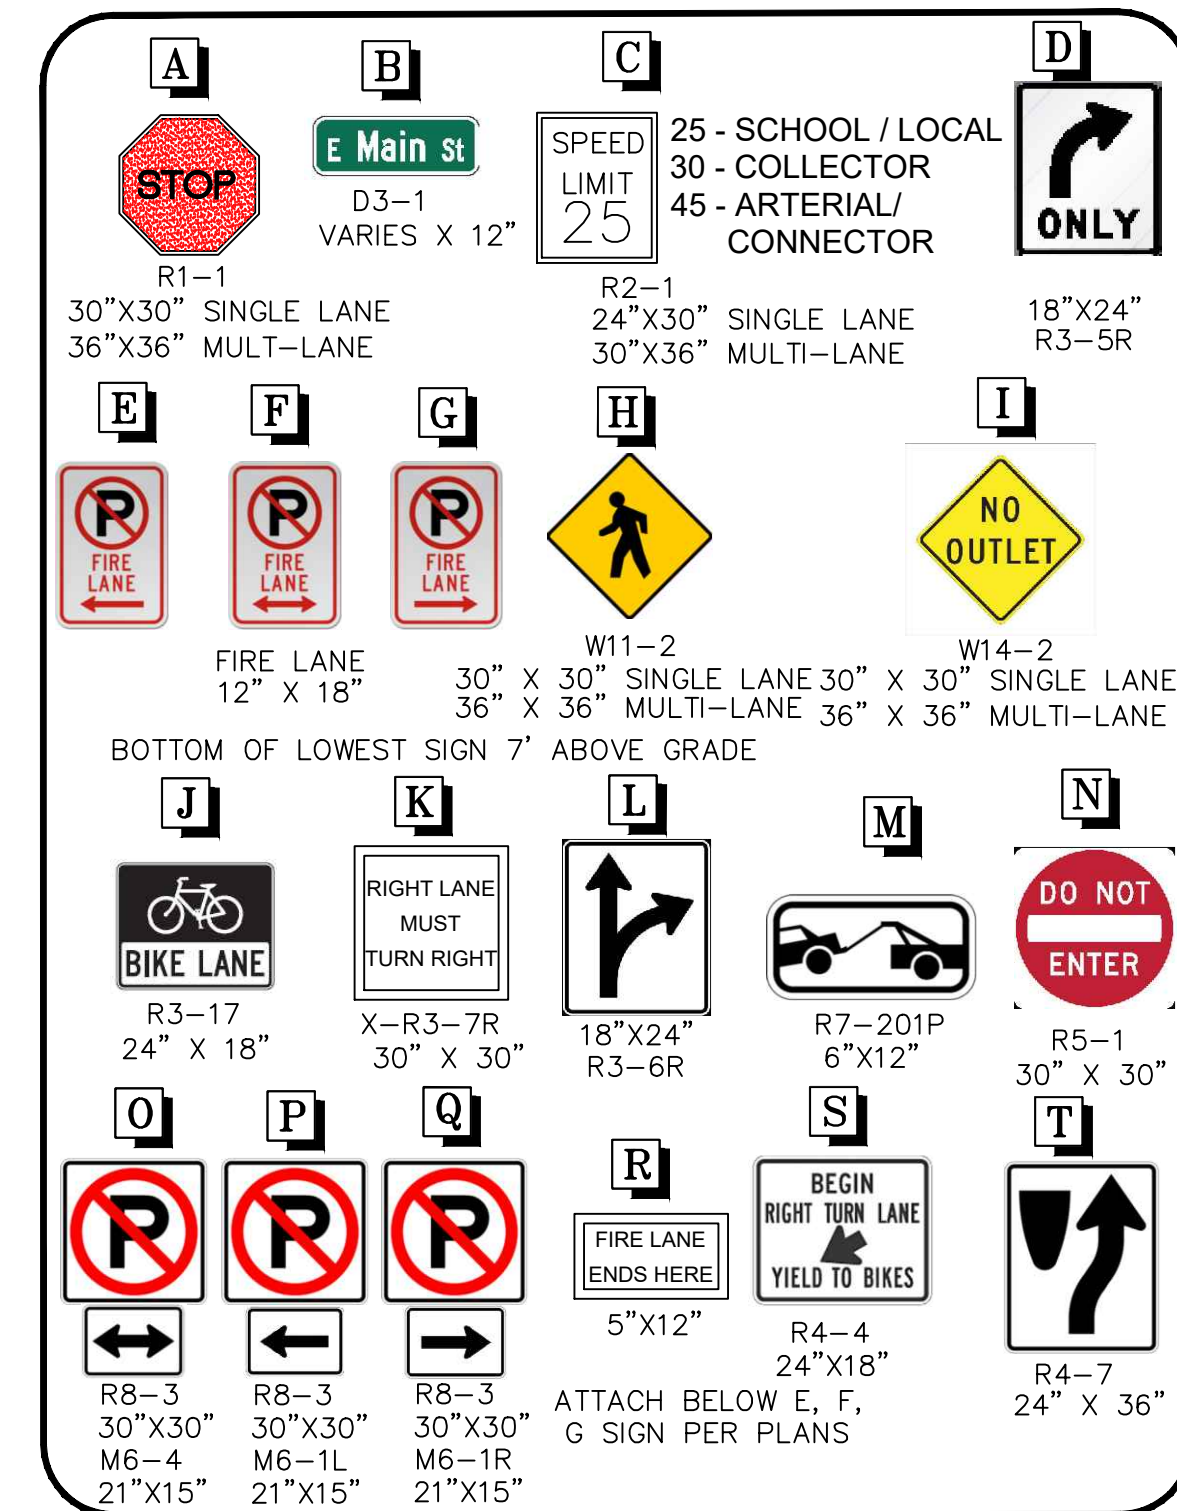 A
B
C
D
STOP
E Main St
SPEED
LIMIT
25
25 - SCHOOL / LOCAL
30 - COLLECTOR
45 - ARTERIAL/
CONNECTOR
ONLY
R1-1
30"X30" SINGLE LANE
36"X36" MULT-LANE
D3-1
VARIES X 12"
R2-1
24"X30" SINGLE LANE
30"X36" MULTI-LANE
18"X24"
R3-5R
E
F
G
H
I
P
FIRE
LANE
P
FIRE
LANE
P
FIRE
LANE
NO
OUTLET
FIRE LANE
12" X 18"
W11-2
30" X 30" SINGLE LANE
36" X 36" MULTI-LANE
W14-2
30" X 30" SINGLE LANE
36" X 36" MULTI-LANE
BOTTOM OF LOWEST SIGN 7' ABOVE GRADE
J
K
L
M
N
BIKE LANE
RIGHT LANE
MUST
TURN RIGHT
DO NOT
ENTER
R3-17
24" X 18"
X-R3-7R
30" X 30"
18"X24"
R3-6R
R7-201P
6"X12"
R5-1
30" X 30"
O
P
Q
R
S
T
P
P
P
FIRE LANE
ENDS HERE
BEGIN
RIGHT TURN LANE
YIELD TO BIKES
R8-3
30"X30"
M6-4
21"X15"
R8-3
30"X30"
M6-1L
21"X15"
R8-3
30"X30"
M6-1R
21"X15"
5"X12"
ATTACH BELOW E, F,
G SIGN PER PLANS
R4-4
24"X18"
R4-7
24" X 36"